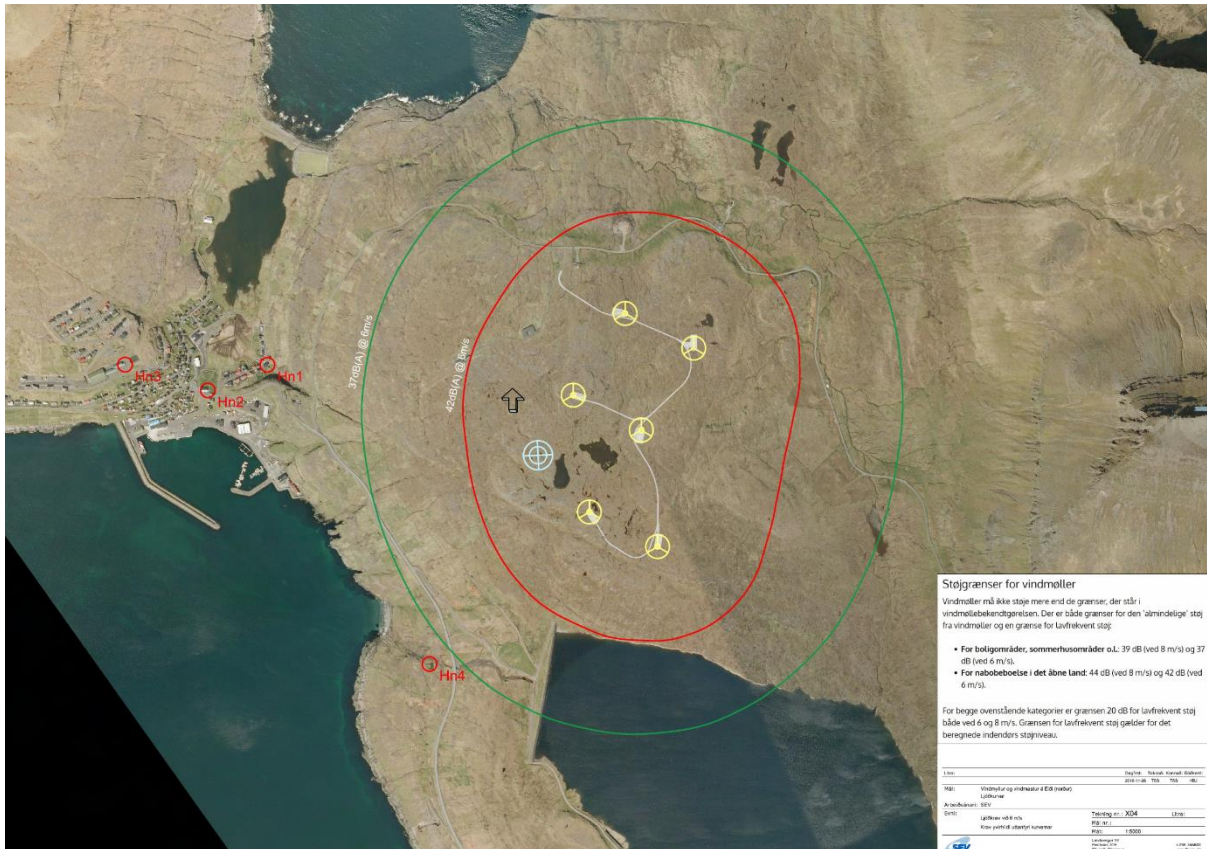 37dB(A) @ 6m/s
42dB(A) @ 6m/s
Hn3
Hn2
Hn1
Hn4
Støjgrænser for vindmøller
Vindmøller må ikke støje mere end de grænser, der står i
vindmøllebekendtgørelsen. Der er både grænser for den 'almindelige' støj
fra vindmøller og en grænse for lavfrekvent støj:
• For boligområder, sommerhusområder o.l.: 39 dB (ved 8 m/s) og 37
dB (ved 6 m/s).
• For nabobeboelse i det åbne land: 44 dB (ved 8 m/s) og 42 dB (ved
6 m/s).
For begge ovenstående kategorier er grænsen 20 dB for lavfrekvent støj
både ved 6 og 8 m/s. Grænsen for lavfrekvent støj gælder for det
beregnede indendørs støjniveau.
Mál:
Arbeiðsánari: SEV
Evni:
Tekning nr.: X04
Mál nr.:
1:5000
SEV